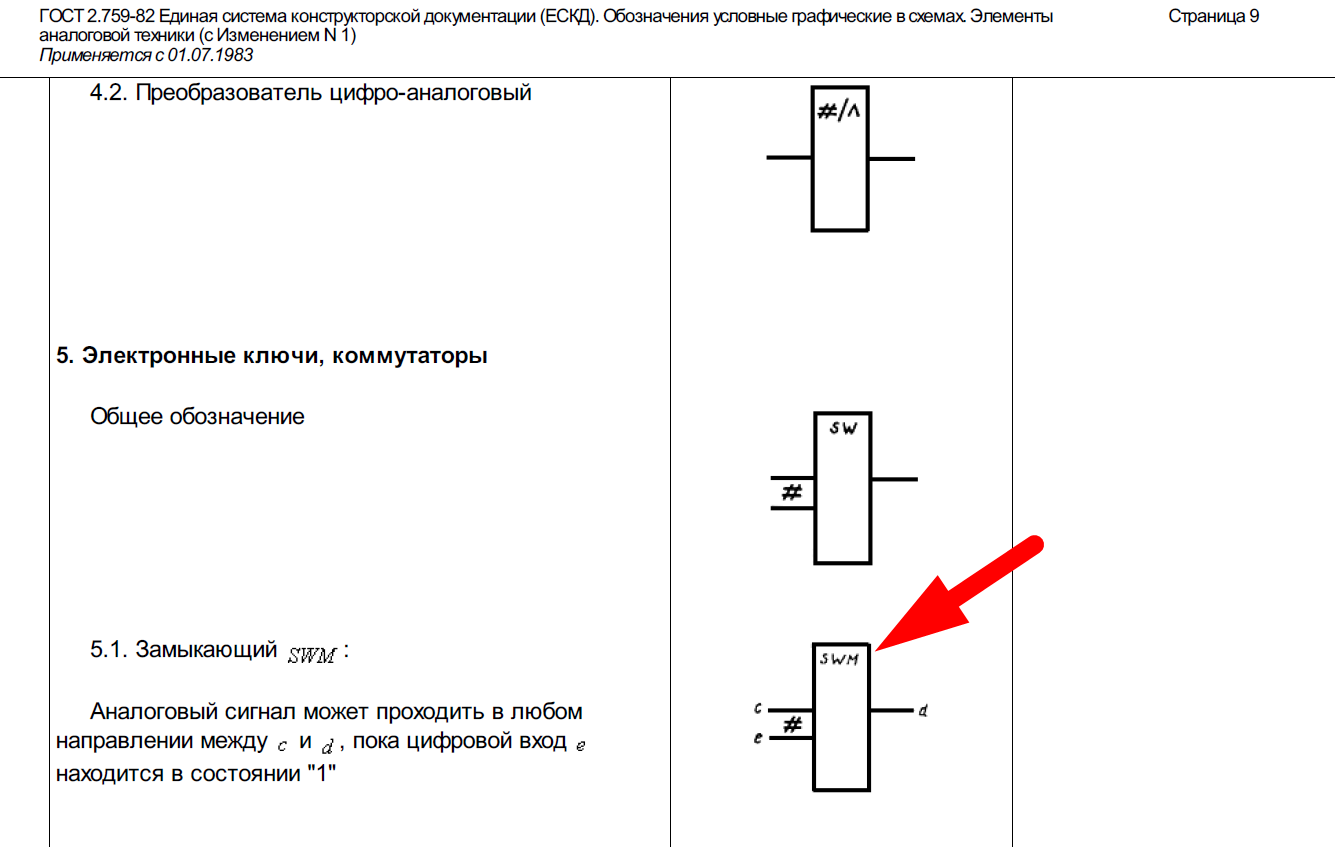 ГОСТ 2.759-82 Единая система конструкторской документации (ЕСКД). Обозначения условные графические в схемах. Элементы
аналоговой техники (с Изменением N 1)
Применяется с 01.07.1983
Страница 9
4.2. Преобразователь цифро-аналоговый
#/Λ
5. Электронные ключи, коммутаторы
Общее обозначение
SW
#
5.1. Замыкающий SWM :
SWM
Аналоговый сигнал может проходить в любом
направлении между c и d , пока цифровой вход e
находится в состоянии "1"
c
#
e
d